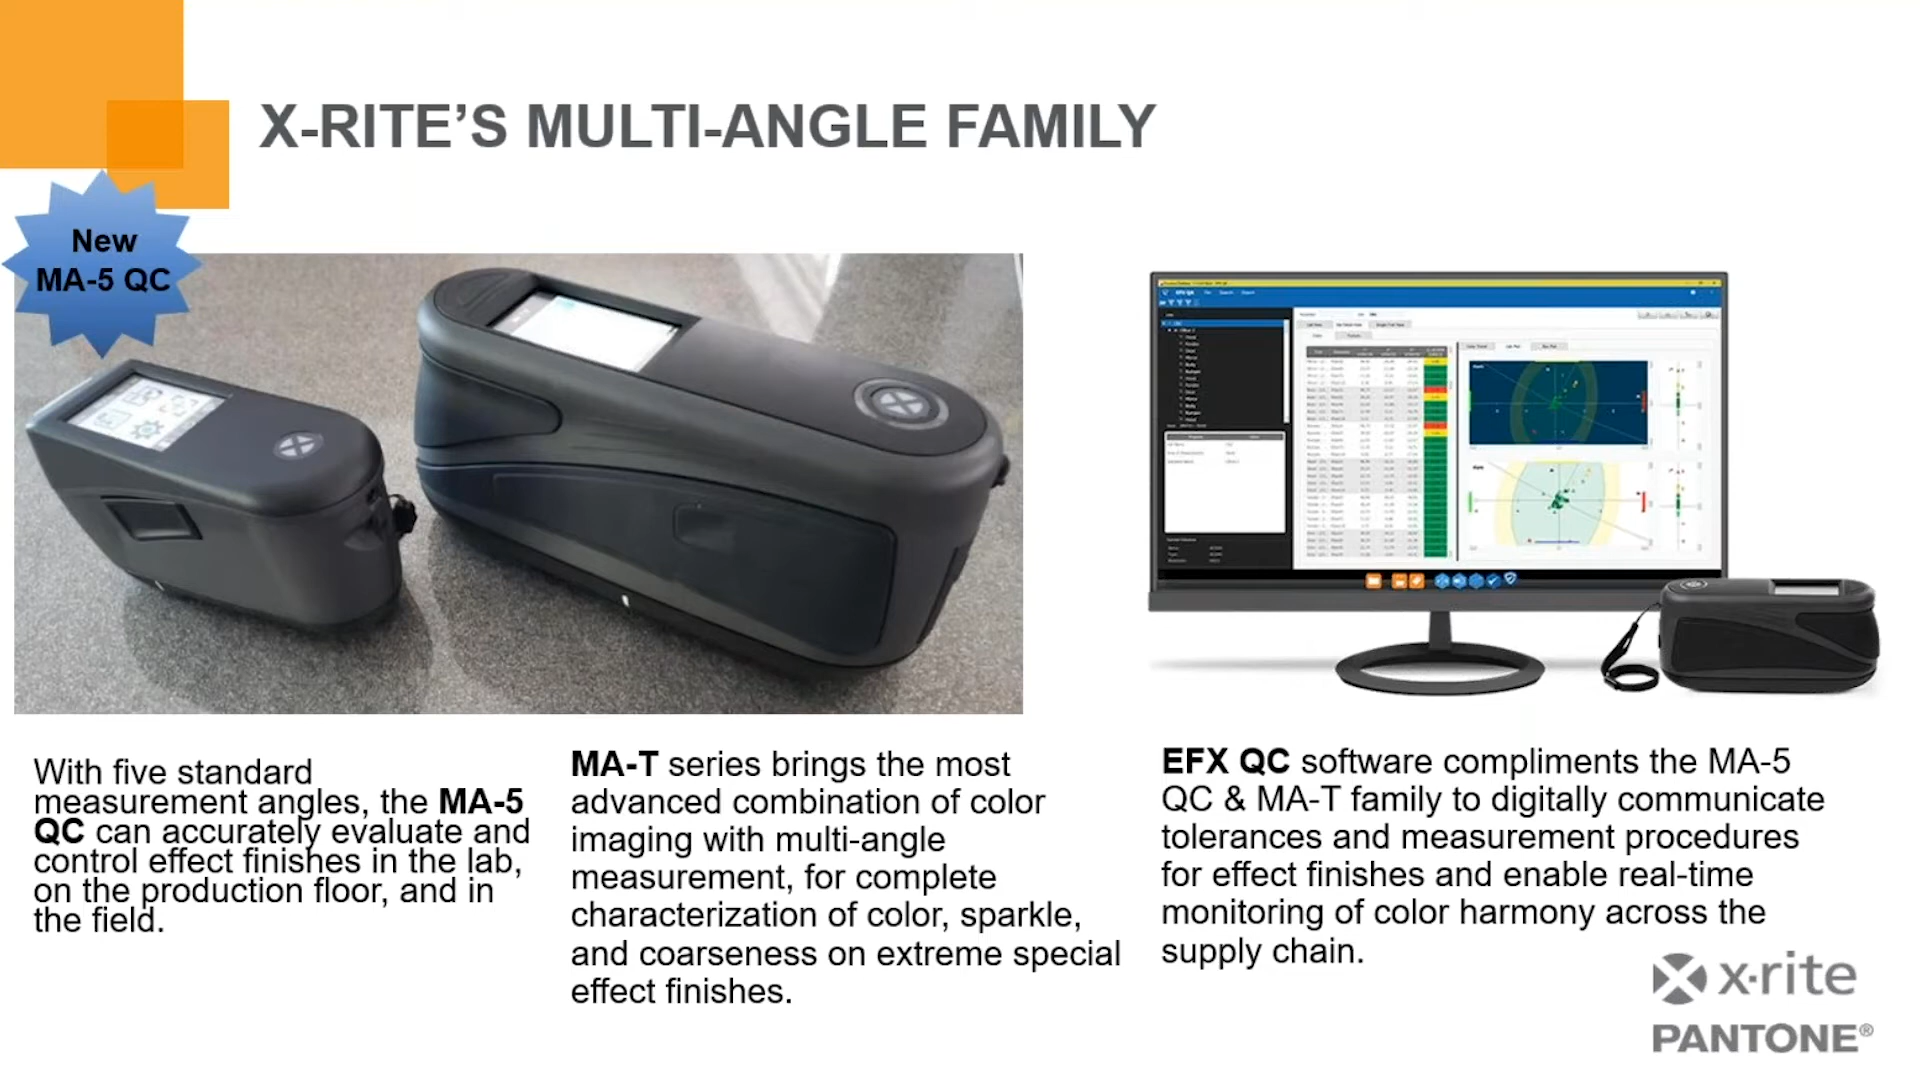 X-RITE’S MULTI-ANGLE FAMILY
New
MA-5 QC
With five standard
measurement angles, the MA-5
QC can accurately evaluate and
control effect finishes in the lab,
on the production floor, and in
the field.
MA-T series brings the most
advanced combination of color
imaging with multi-angle
measurement, for complete
characterization of color, sparkle,
and coarseness on extreme special
effect finishes.
EFX QC software compliments the MA-5
QC & MA-T family to digitally communicate
tolerances and measurement procedures
for effect finishes and enable real-time
monitoring of color harmony across the
supply chain.
x·rite
PANTONE®